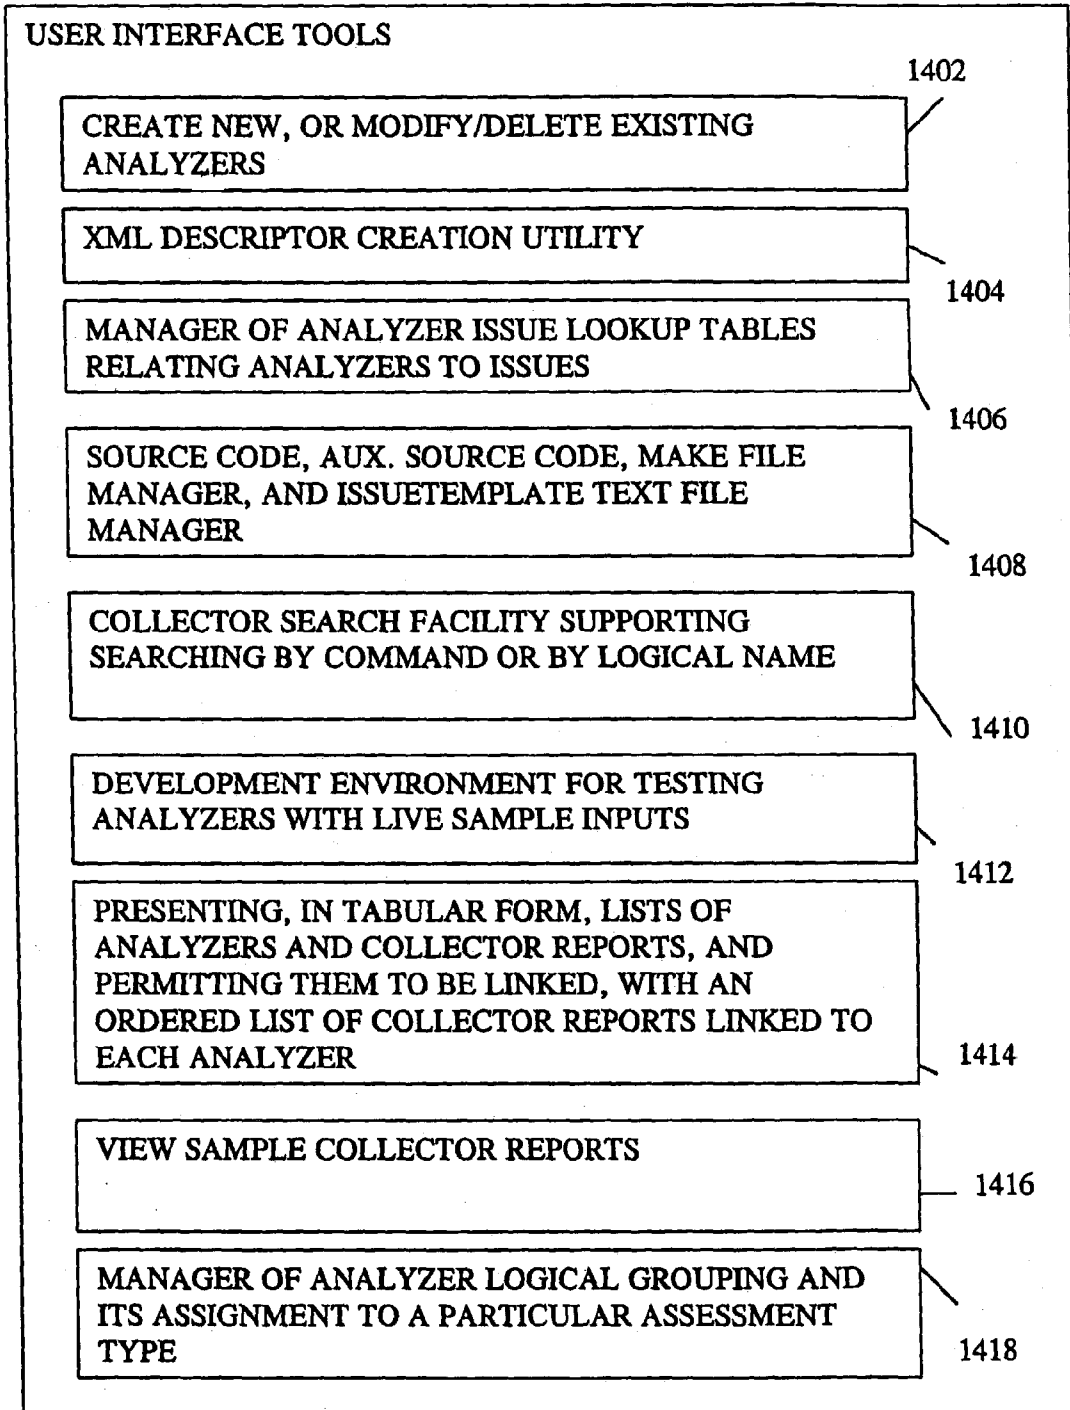 USER INTERFACE TOOLS
1402
CREATE NEW, OR MODIFY/DELETE EXISTING
ANALYZERS
XML DESCRIPTOR CREATION UTILITY
1404
MANAGER OF ANALYZER ISSUE LOOKUP TABLES
RELATING ANALYZERS TO ISSUES
1406
SOURCE CODE, AUX. SOURCE CODE, MAKE FILE
MANAGER, AND ISSUETEMPLATE TEXT FILE
MANAGER
1408
COLLECTOR SEARCH FACILITY SUPPORTING
SEARCHING BY COMMAND OR BY LOGICAL NAME
1410
DEVELOPMENT ENVIRONMENT FOR TESTING
ANALYZERS WITH LIVE SAMPLE INPUTS
1412
PRESENTING, IN TABULAR FORM, LISTS OF
ANALYZERS AND COLLECTOR REPORTS, AND
PERMITTING THEM TO BE LINKED, WITH AN
ORDERED LIST OF COLLECTOR REPORTS LINKED TO
EACH ANALYZER
1414
VIEW SAMPLE COLLECTOR REPORTS
1416
MANAGER OF ANALYZER LOGICAL GROUPING AND
ITS ASSIGNMENT TO A PARTICULAR ASSESSMENT
TYPE
1418